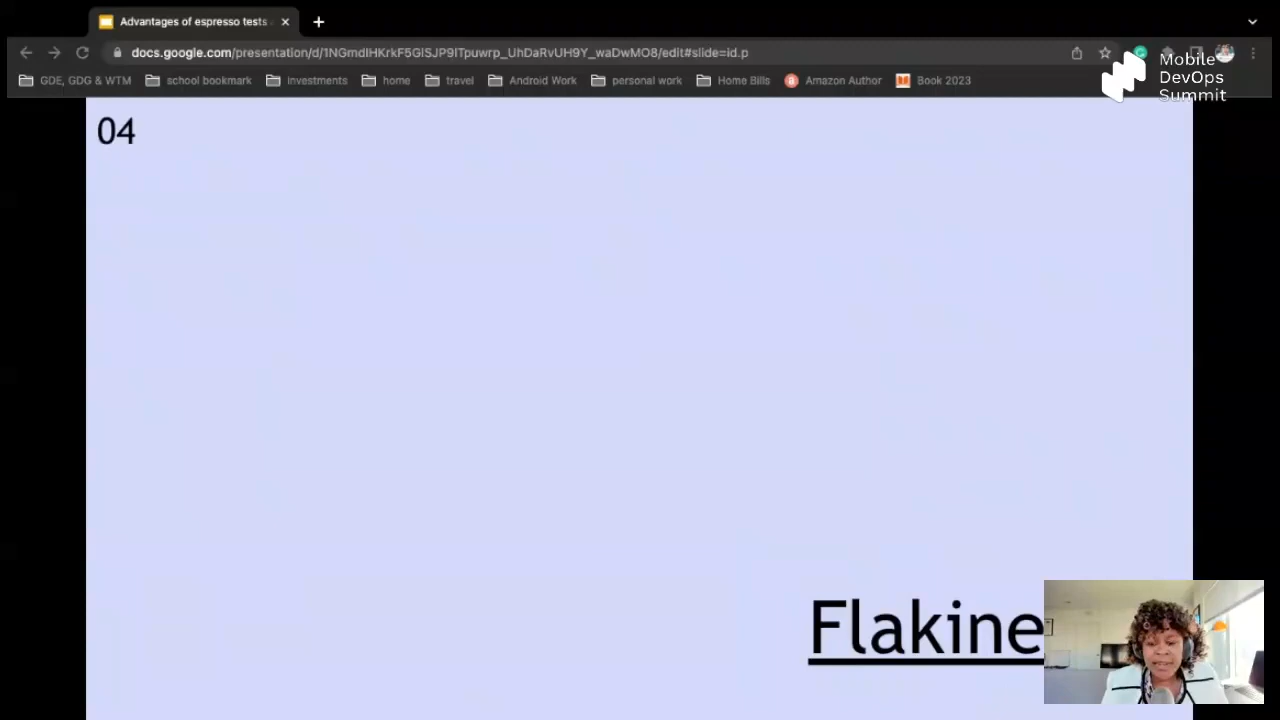 Advantages of espresso tests
docs.google.com/presentation/d/1NGmdIHKrkF5GiSJP9lTpuwrp_UhDaRvUH9Y_waDwMO8/edit#slide=id.p
GDE, GDG & WTM
school bookmark
investments
home
travel
Android Work
personal work
Home Bills
Amazon Author
Book 2023
Mobile
DevOps
Summit
04
Flakine